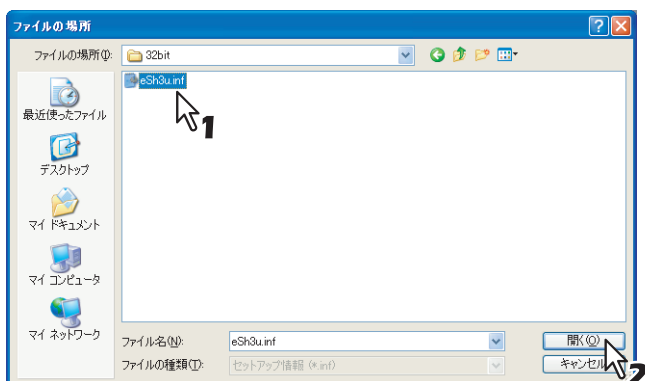 ファイルの場所
ファイルの場所(I):
32bit
eSh3u.inf
1
最近使ったファイル
デスクトップ
マイ ドキュメント
マイ コンピュータ
マイ ネットワーク
ファイル名(N):
eSh3u.inf
開く(O)
ファイルの種類(T):
セットアップ情報 (*.inf)
キャンセル
2